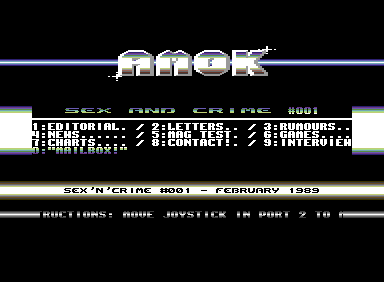 AMOK
SEX AND CRIME #001
1:EDITORIAL. / 2:LETTERS.. / 3:RUMOURS..
4:NEWS...... / 5:MAG TEST. / 6:GAMES....
7:CHARTS.... / 8:CONTACT!. / 9:INTERVIEW
0:"MAILBOX!"
SEX'N'CRIME #001 - FEBRUARY 1989
RUCTIONS: MOVE JOYSTICK IN PORT 2 TO